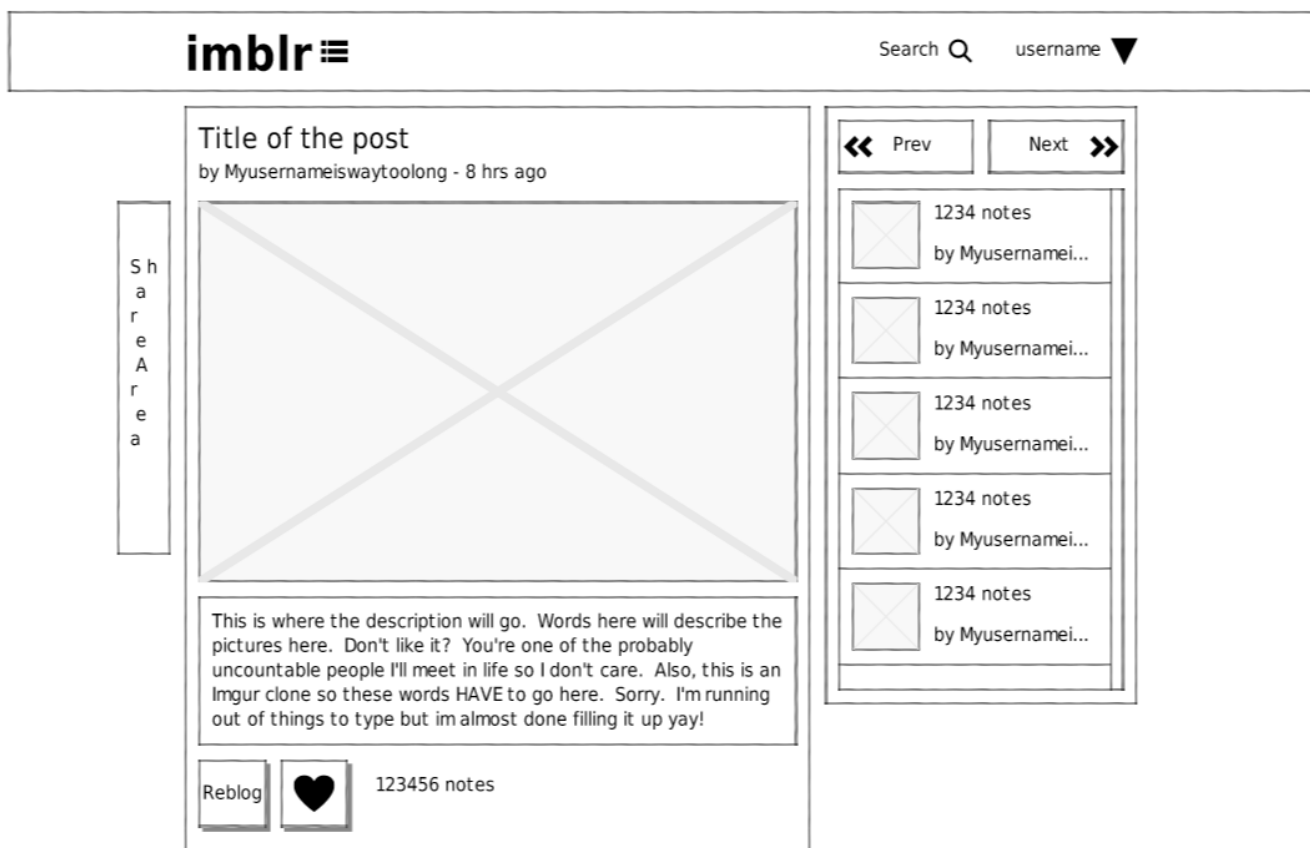 imblr
Search
username
Title of the post
by Myusernameiswaytoolong - 8 hrs ago
S h
a
r
e
A
r
e
a
This is where the description will go.  Words here will describe the
pictures here.  Don't like it?  You're one of the probably
uncountable people I'll meet in life so I don't care.  Also, this is an
Imgur clone so these words HAVE to go here.  Sorry.  I'm running
out of things to type but im almost done filling it up yay!
Reblog
123456 notes
Prev
Next
1234 notes
by Myusernamei...
1234 notes
by Myusernamei...
1234 notes
by Myusernamei...
1234 notes
by Myusernamei...
1234 notes
by Myusernamei...